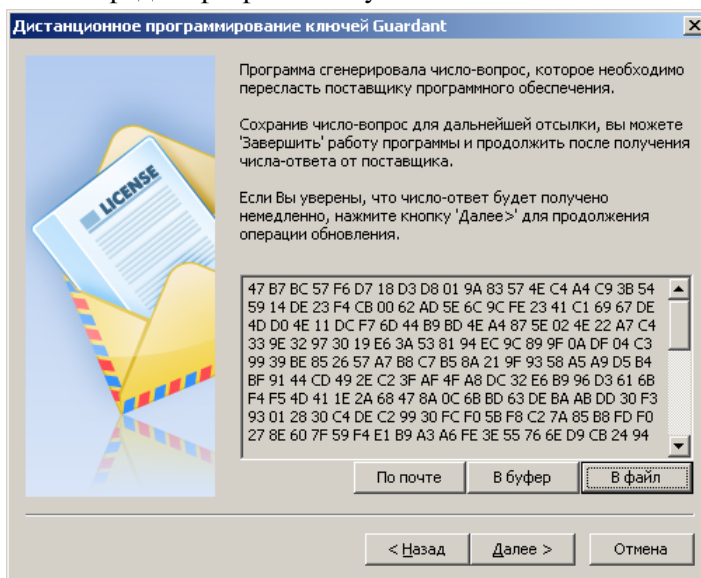 Дистанционное программирование ключей Guardant
Программа сгенерировала число-вопрос, которое необходимо
переслать поставщику программного обеспечения.
Сохранив число-вопрос для дальнейшей отсылки, вы можете
'Завершить' работу программы и продолжить после получения
числа-ответа от поставщика.
Если Вы уверены, что число-ответ будет получено
немедленно, нажмите кнопку 'Далее>' для продолжения
операции обновления.
LICENSE
47 B7 BC 57 F6 D7 18 D3 D8 01 9A 83 57 4E C4 A4 C9 3B 54
59 14 DE 23 F4 CB 00 62 AD 5E 6C 9C FE 23 41 C1 69 67 DE
4D D0 4E 11 DC F7 6D 44 B9 BD 4E A4 87 5E 02 4E 22 A7 C4
33 9E 32 97 30 19 E6 3A 53 81 94 EC 9C 89 9F 0A DF 04 C3
99 39 BE 85 26 57 A7 B8 C7 B5 8A 21 9F 93 58 A5 A9 D5 B4
BF 91 44 CD 49 2E C2 3F AF 4F A8 DC 32 E6 B9 96 D3 61 6B
F4 F5 4D 41 1E 2A 68 47 8A 0C 6B BD 63 DE BA AB DD 30 F3
93 01 28 30 C4 DE C2 99 30 FC F0 5B F8 C2 7A 85 B8 FD F0
27 8E 60 7F 59 F4 E1 B9 A3 A6 FE 3E 55 76 6E D9 CB 24 94
По почте В буфер В файл
< Назад Далее > Отмена